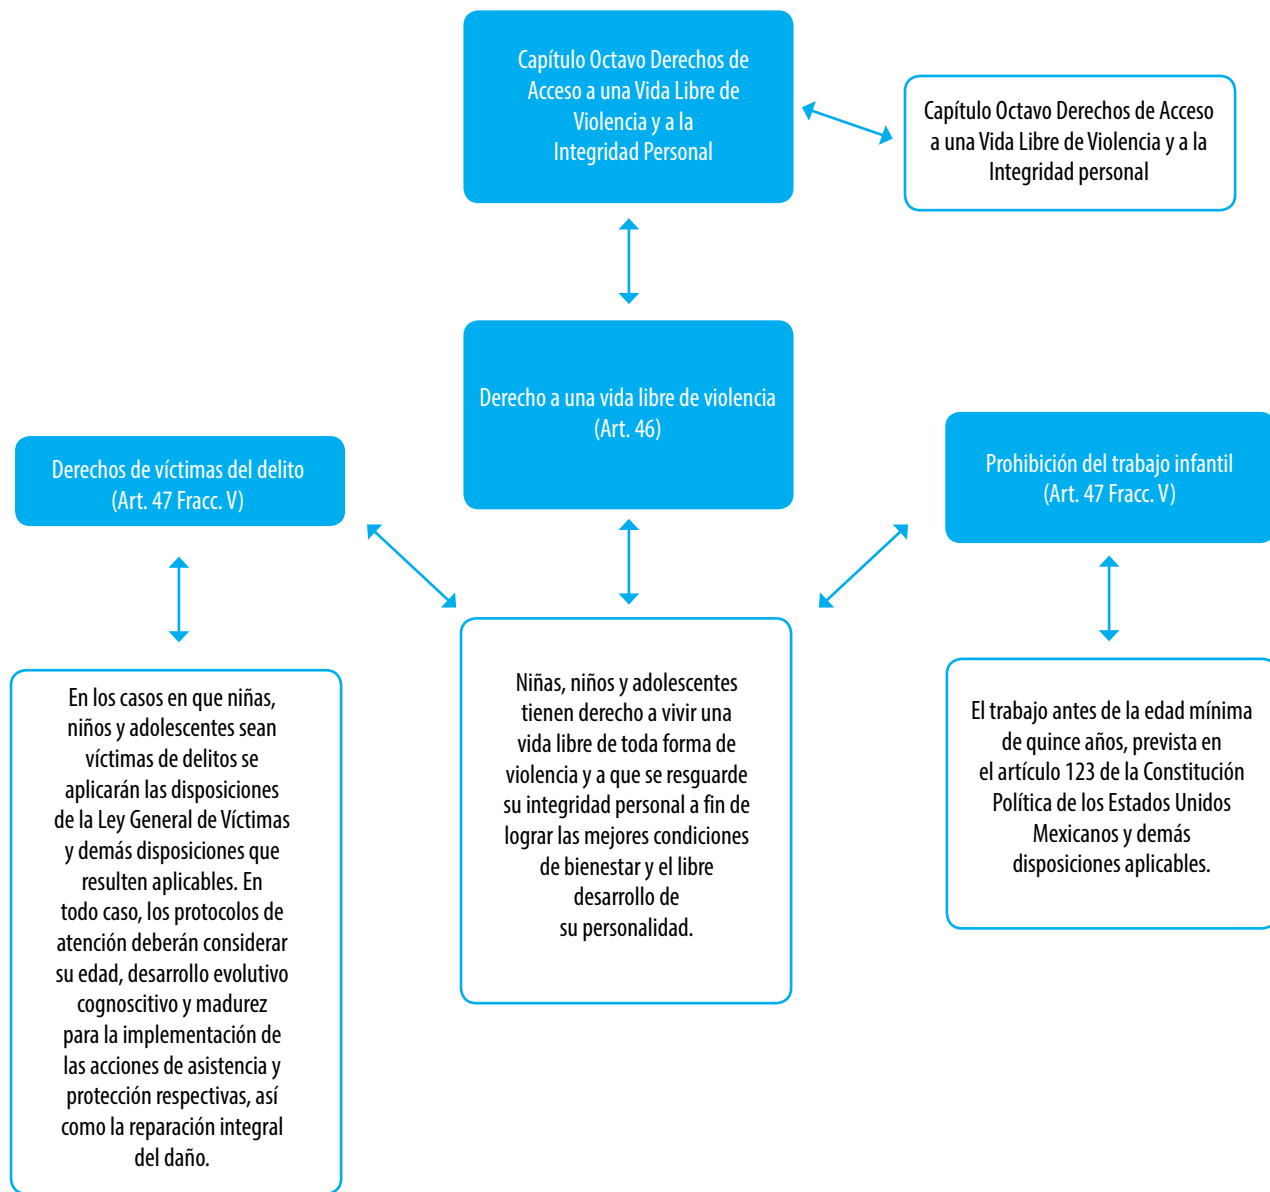 Capítulo Octavo Derechos de
Acceso a una Vida Libre de
Violencia y a la
Integridad Personal
Capítulo Octavo Derechos de Acceso
a una Vida Libre de Violencia y a la
Integridad personal
Derecho a una vida libre de violencia
(Art. 46)
Derechos de víctimas del delito
(Art. 47 Fracc. V)
Prohibición del trabajo infantil
(Art. 47 Fracc. V)
En los casos en que niñas,
niños y adolescentes sean
víctimas de delitos se
aplicarán las disposiciones
de la Ley General de Víctimas
y demás disposiciones que
resulten aplicables. En
todo caso, los protocolos de
atención deberán considerar
su edad, desarrollo evolutivo
cognoscitivo y madurez
para la implementación de
las acciones de asistencia y
protección respectivas, así
como la reparación integral
del daño.
Niñas, niños y adolescentes
tienen derecho a vivir una
vida libre de toda forma de
violencia y a que se resguarde
su integridad personal a fin de
lograr las mejores condiciones
de bienestar y el libre
desarrollo de
su personalidad.
El trabajo antes de la edad mínima
de quince años, prevista en
el artículo 123 de la Constitución
Política de los Estados Unidos
Mexicanos y demás
disposiciones aplicables.